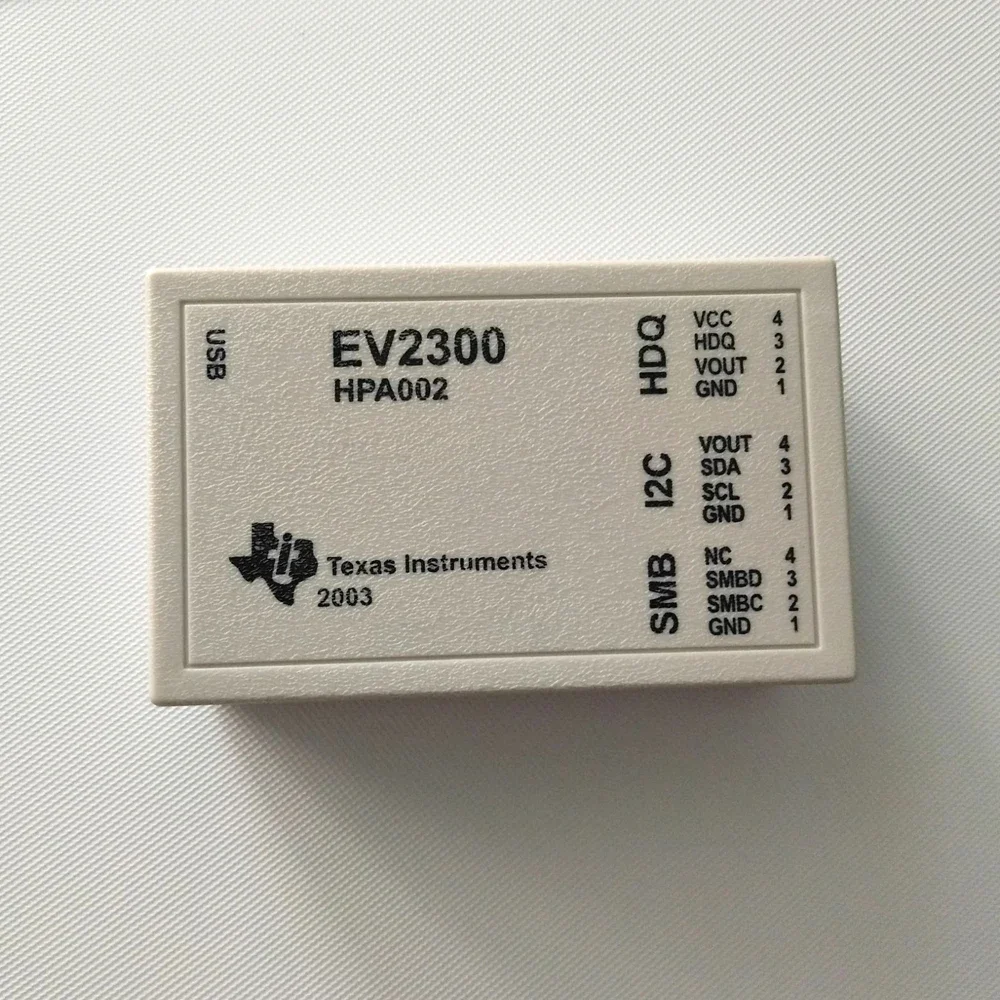 USB
EV2300
HPA002
ti Texas Instruments
2003
HDQ
VCC 4
HDQ 3
VOUT 2
GND 1
I2C
VOUT 4
SDA 3
SCL 2
GND 1
SMB
NC 4
SMBD 3
SMBC 2
GND 1